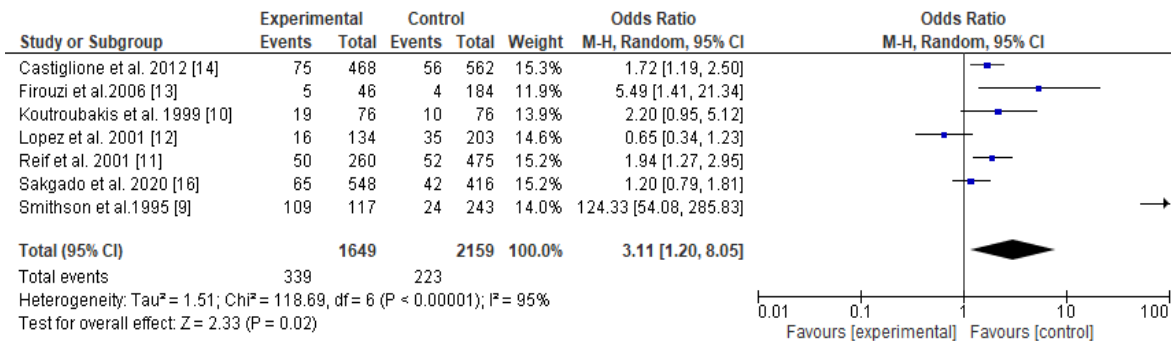 Experimental Control Odds Ratio Odds Ratio
Study or Subgroup Events Total Events Total Weight M-H, Random, 95% CI M-H, Random, 95% CI
Castiglione et al. 2012 [14] 75 468 56 562 15.3% 1.72 [1.19, 2.50]
Firouzi et al.2006 [13] 5 46 4 184 11.9% 5.49 [1.41, 21.34]
Koutroubakis et al. 1999 [10] 19 76 10 76 13.9% 2.20 [0.95, 5.12]
Lopez et al. 2001 [12] 16 134 35 203 14.6% 0.65 [0.34, 1.23]
Reif et al. 2001 [11] 50 260 52 475 15.2% 1.94 [1.27, 2.95]
Sakgado et al. 2020 [16] 65 548 42 416 15.2% 1.20 [0.79, 1.81]
Smithson et al.1995 [9] 109 117 24 243 14.0% 124.33 [54.08, 285.83]
Total (95% CI) 1649 2159 100.0% 3.11 [1.20, 8.05]
Total events 339 223
Heterogeneity: Tau² = 1.51; Chi² = 118.69, df = 6 (P < 0.00001); I² = 95%
Test for overall effect: Z = 2.33 (P = 0.02)
0.01 0.1 1 10 100
Favours [experimental] Favours [control]